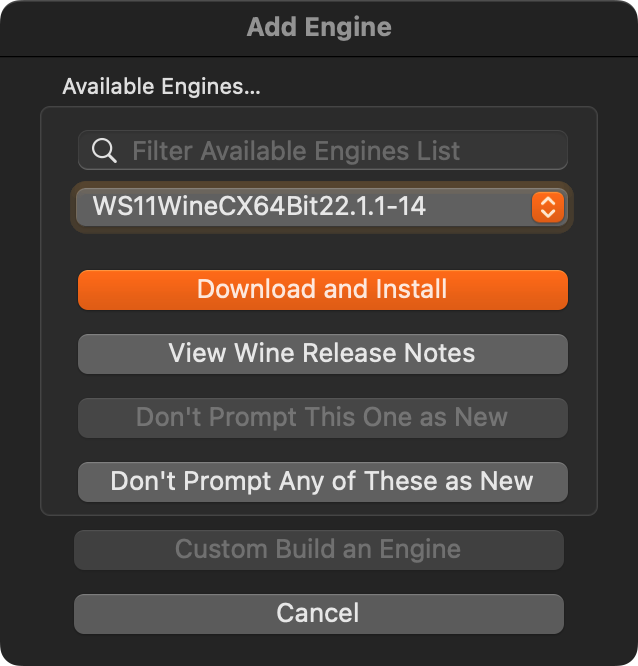 Add Engine
Available Engines...
Filter Available Engines List
WS11WineCX64Bit22.1.1-14
Download and Install
View Wine Release Notes
Don't Prompt This One as New
Don't Prompt Any of These as New
Custom Build an Engine
Cancel